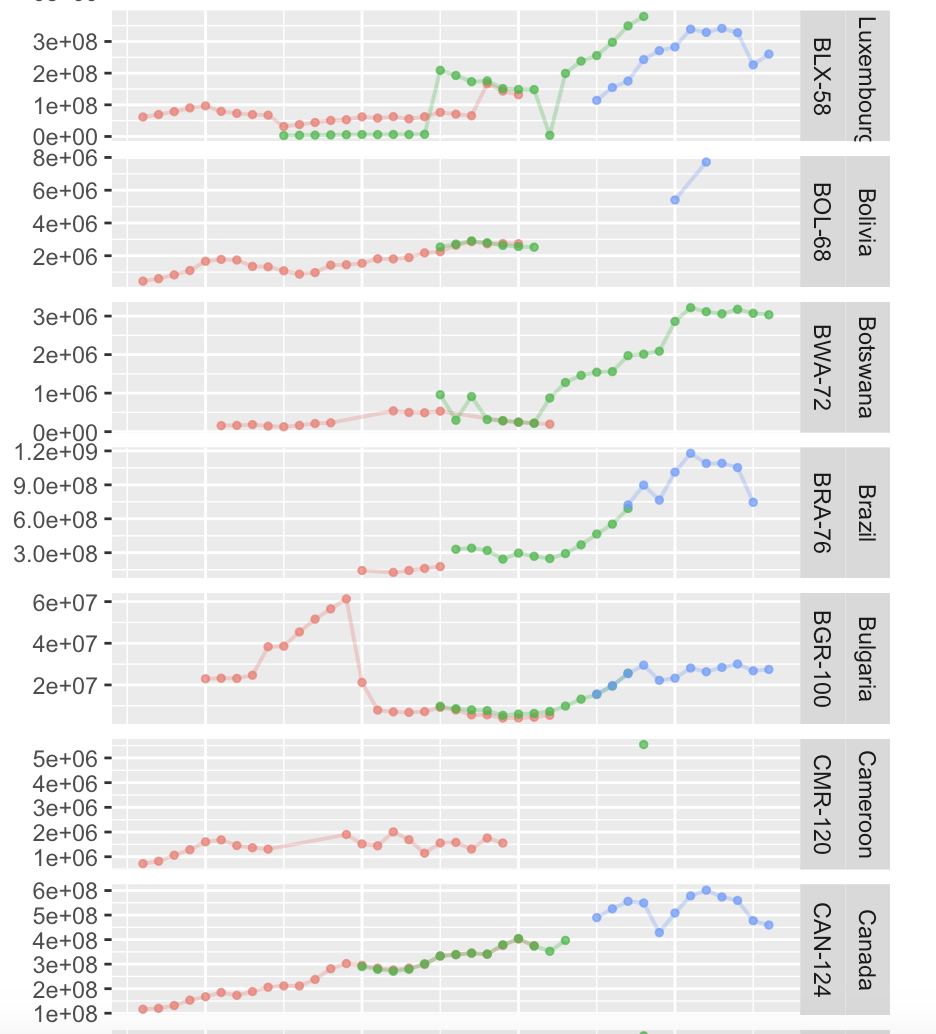 3e+08
2e+08
1e+08
0e+00
BLX-58
Luxembourg
8e+06
6e+06
4e+06
2e+06
BOL-68
Bolivia
3e+06
2e+06
1e+06
0e+00
BWA-72
Botswana
1.2e+09
9.0e+08
6.0e+08
3.0e+08
BRA-76
Brazil
6e+07
4e+07
2e+07
BGR-100
Bulgaria
5e+06
4e+06
3e+06
2e+06
1e+06
CMR-120
Cameroon
6e+08
5e+08
4e+08
3e+08
2e+08
1e+08
CAN-124
Canada